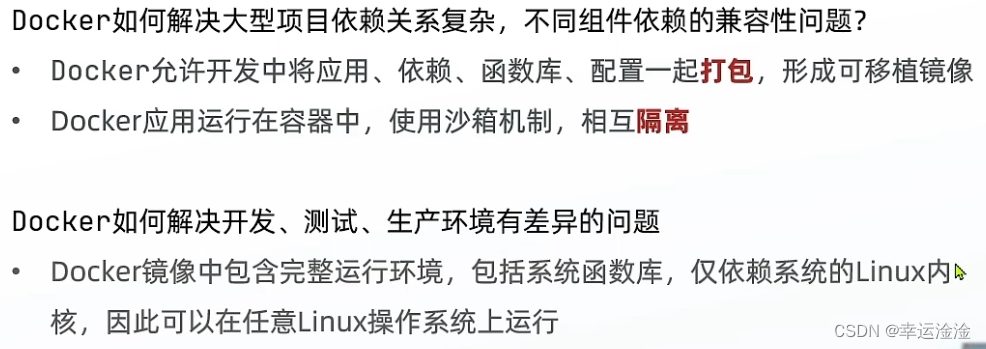 Docker如何解决大型项目依赖关系复杂，不同组件依赖的兼容性问题？
• Docker允许开发中将应用、依赖、函数库、配置一起打包，形成可移植镜像
• Docker应用运行在容器中，使用沙箱机制，相互隔离
Docker如何解决开发、测试、生产环境有差异的问题
• Docker镜像中包含完整运行环境，包括系统函数库，仅依赖系统的Linux内
核，因此可以在任意Linux操作系统上运行
CSDN @幸运淦淦